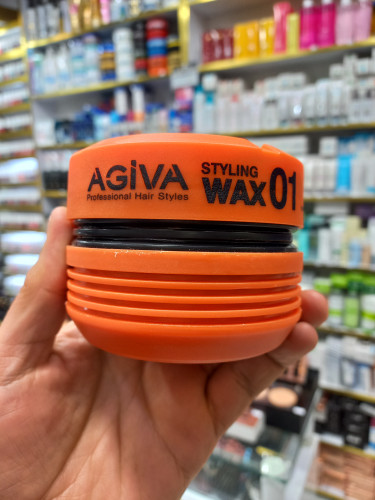 AGiVA
Professional Hair Styles
STYLING
WAX 01